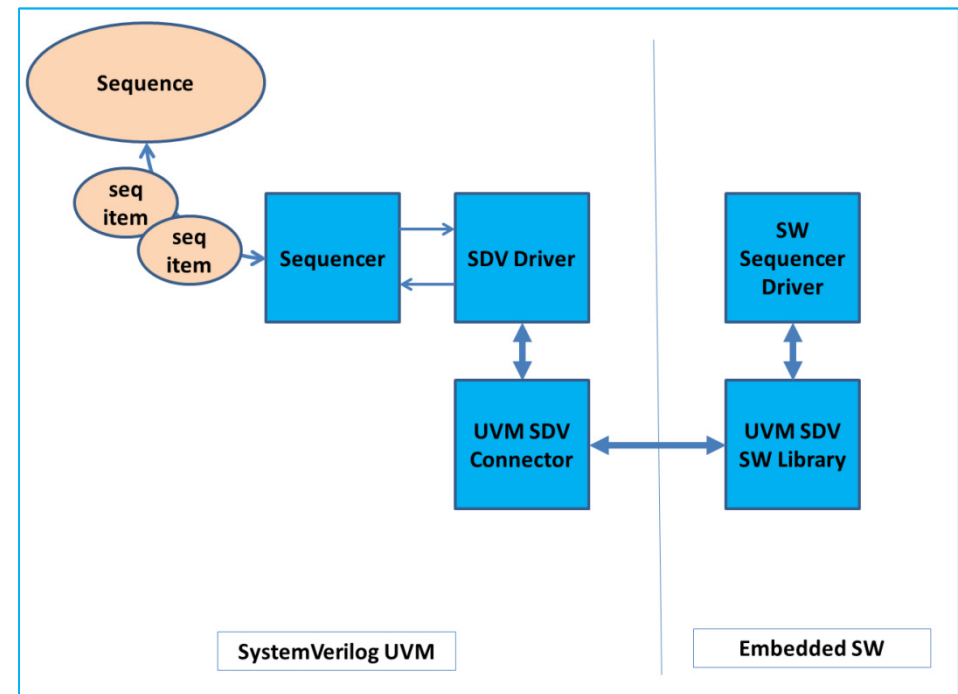 Sequence
seq
item
seq
item
Sequencer
SDV Driver
SW
Sequencer
Driver
UVM SDV
Connector
UVM SDV
SW Library
SystemVerilog UVM
Embedded SW